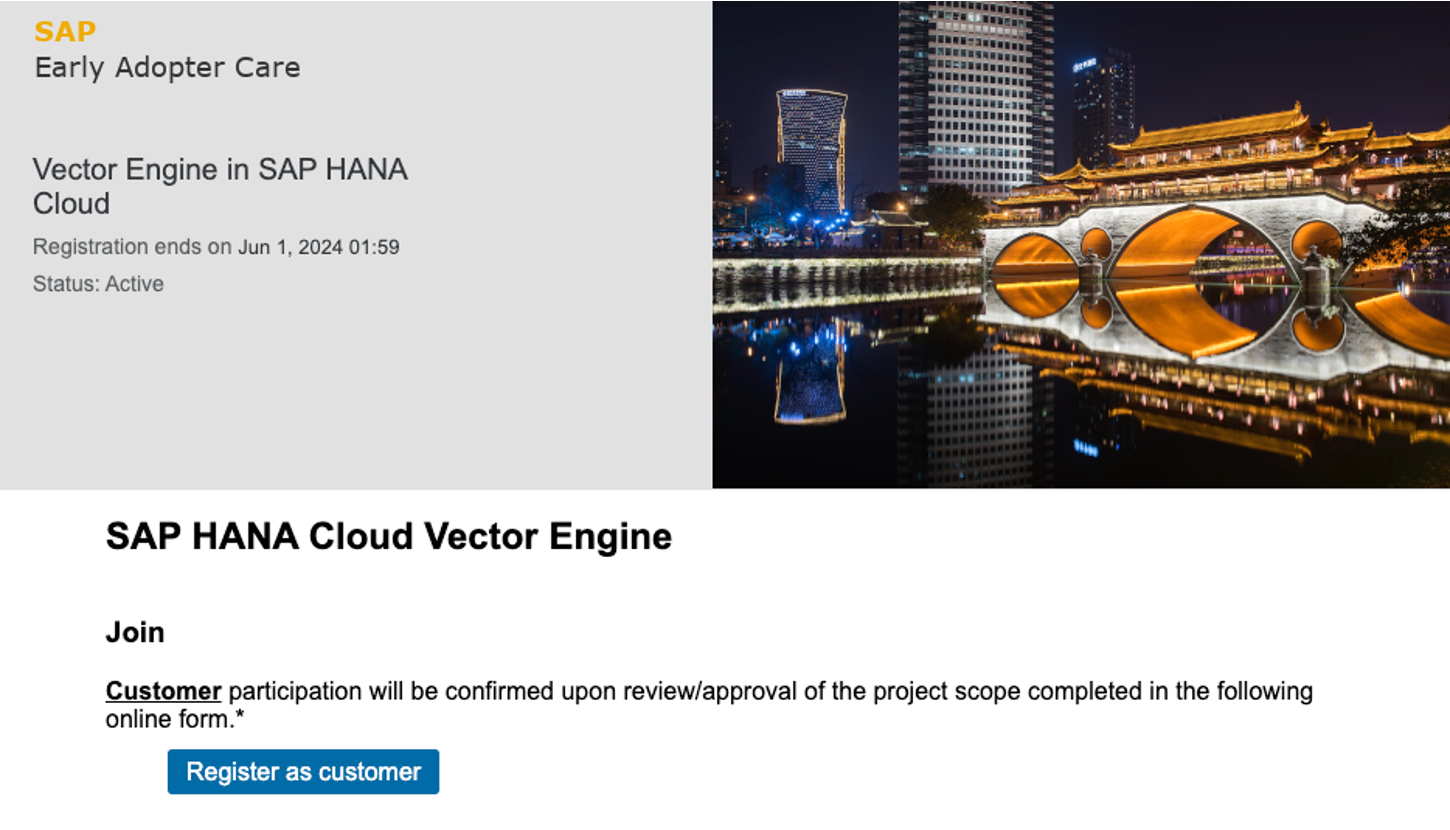 SAP
Early Adopter Care
Vector Engine in SAP HANA
Cloud
Registration ends on Jun 1, 2024 01:59
Status: Active
SAP HANA Cloud Vector Engine
Join
Customer participation will be confirmed upon review/approval of the project scope completed in the following
online form.*
Register as customer